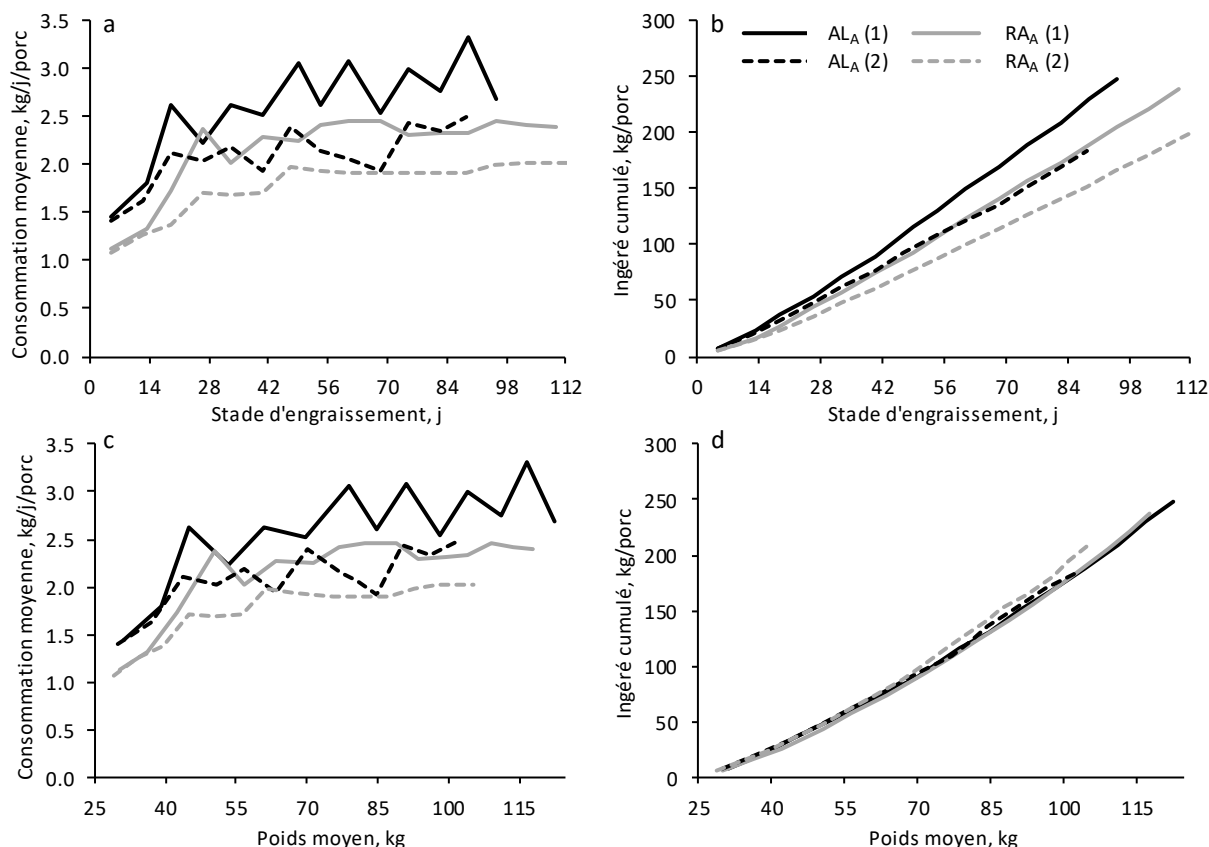 a
Consommation moyenne, kg/j/porc
3.5
3.0
2.5
2.0
1.5
1.0
0.5
0.0
0 14 28 42 56 70 84 98 112
Stade d'engraissement, j
b
ALA (1) RAA (1)
ALA (2) RAA (2)
Ingéré cumulé, kg/porc
300
250
200
150
100
50
0
0 14 28 42 56 70 84 98 112
Stade d'engraissement, j
c
Consommation moyenne, kg/j/porc
3.5
3.0
2.5
2.0
1.5
1.0
0.5
0.0
25 40 55 70 85 100 115
Poids moyen, kg
d
Ingéré cumulé, kg/porc
300
250
200
150
100
50
0
25 40 55 70 85 100 115
Poids moyen, kg